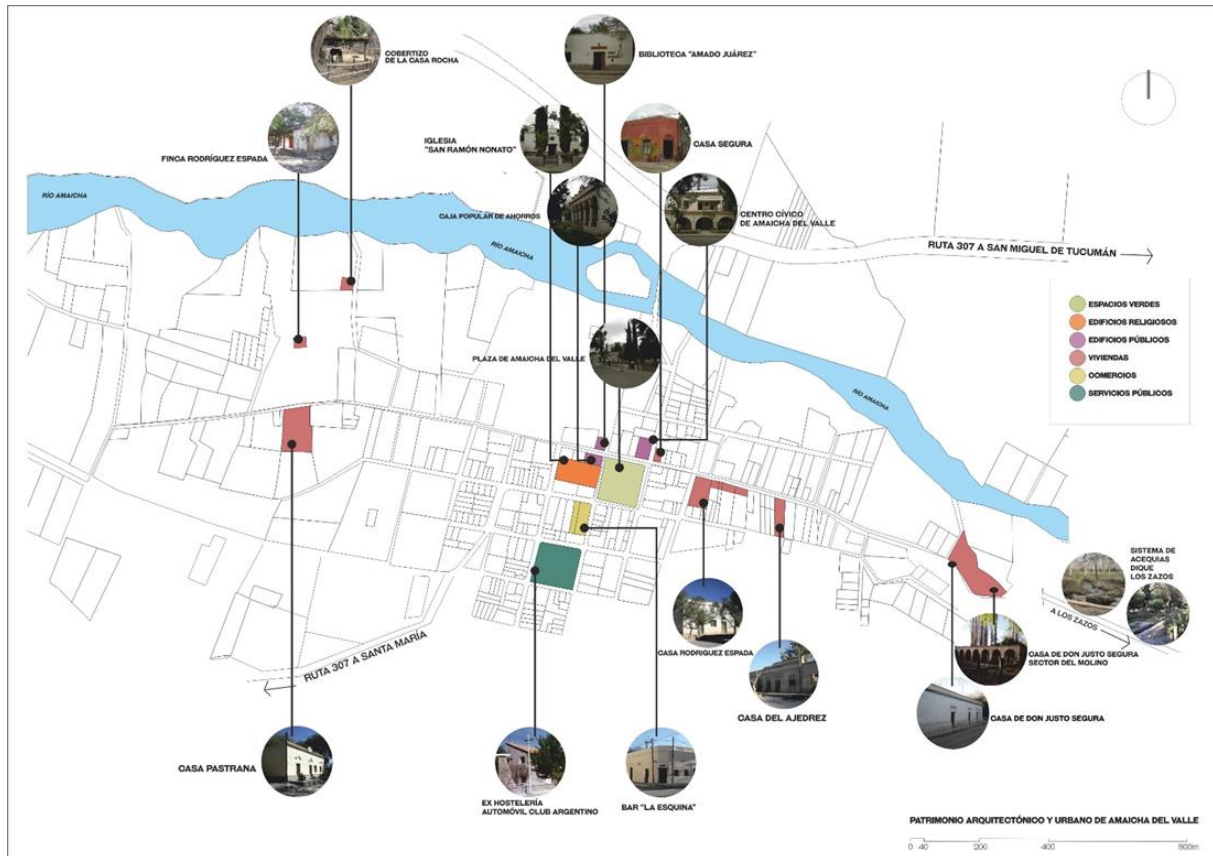 COBERTIZO
DE LA CASA ROCHA
BIBLIOTECA "AMADO JUÁREZ"
FINCA RODRÍGUEZ ESPADA
IGLESIA
"SAN RAMÓN NONATO"
CASA SEGURA
RÍO AMAICHA
CAJA POPULAR DE AHORROS
CENTRO CÍVICO
DE AMAICHA DEL VALLE
RÍO AMAICHA
RUTA 307 A SAN MIGUEL DE TUCUMÁN
ESPACIOS VERDES
EDIFICIOS RELIGIOSOS
EDIFICIOS PÚBLICOS
VIVIENDAS
COMERCIOS
SERVICIOS PÚBLICOS
PLAZA DE AMAICHA DEL VALLE
RÍO AMAICHA
SISTEMA DE
ACEQUIAS
DIQUE
LOS ZAZOS
A LOS ZAZOS
RUTA 307 A SANTA MARÍA
CASA RODRIGUEZ ESPADA
CASA DE DON JUSTO SEGURA
SECTOR DEL MOLINO
CASA DEL AJEDREZ
CASA DE DON JUSTO SEGURA
CASA PASTRANA
EX HOSTELERÍA
AUTOMÓVIL CLUB ARGENTINO
BAR "LA ESQUINA"
PATRIMONIO ARQUITECTÓNICO Y URBANO DE AMAICHA DEL VALLE
0 40 200 400 800m